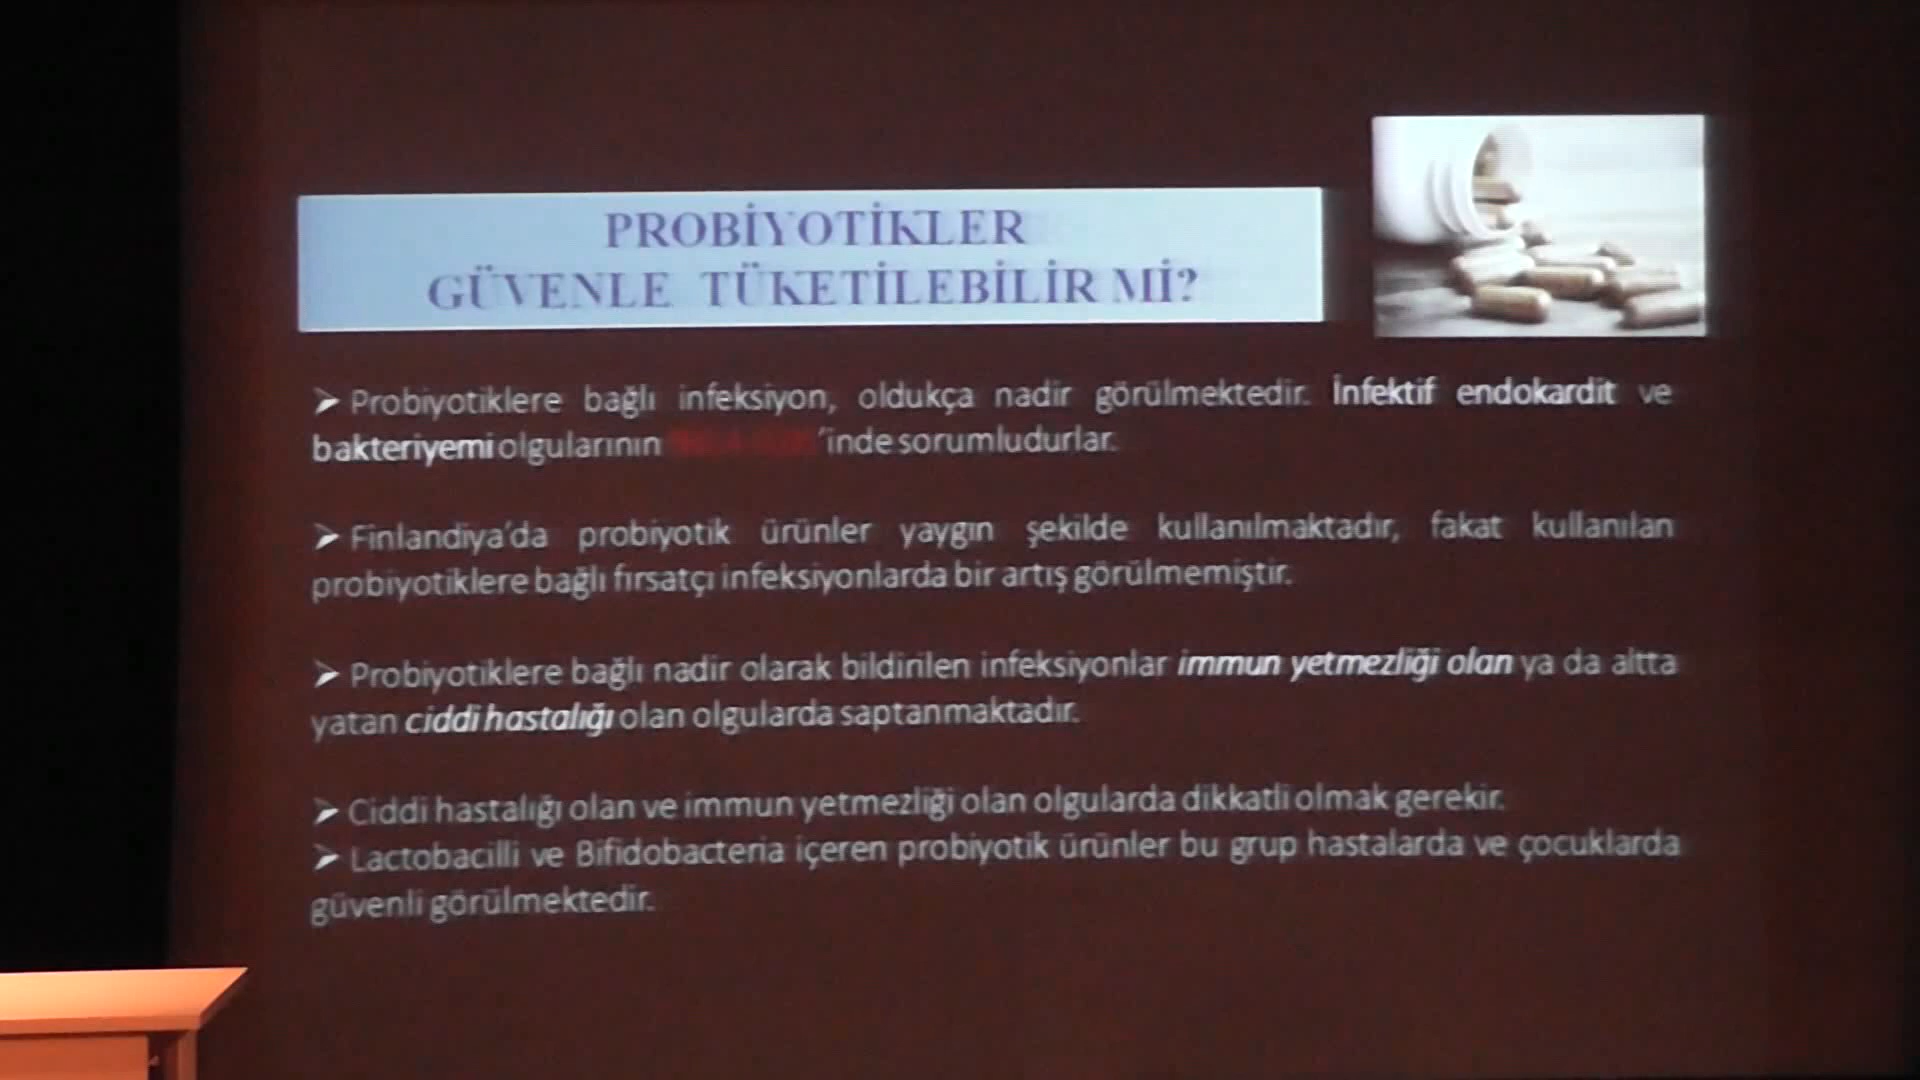 PROBİYOTİKLER
GÜVENLE TÜKETİLEBİLİR Mİ?
➢ Probiyotiklere bağlı infeksiyon, oldukça nadir görülmektedir. İnfektif endokardit ve
bakteriyemi olgularının 'inde sorumludurlar.
➢ Finlandiya'da probiyotik ürünler yaygın şekilde kullanılmaktadır, fakat kullanılan
probiyotiklere bağlı fırsatçı infeksiyonlarda bir artış görülmemiştir.
➢ Probiyotiklere bağlı nadir olarak bildirilen infeksiyonlar immun yetmezliği olan ya da altta
yatan ciddi hastalığı olan olgularda saptanmaktadır.
➢ Ciddi hastalığı olan ve immun yetmezliği olan olgularda dikkatli olmak gerekir.
➢ Lactobacilli ve Bifidobacteria içeren probiyotik ürünler bu grup hastalarda ve çocuklarda
güvenli görülmektedir.